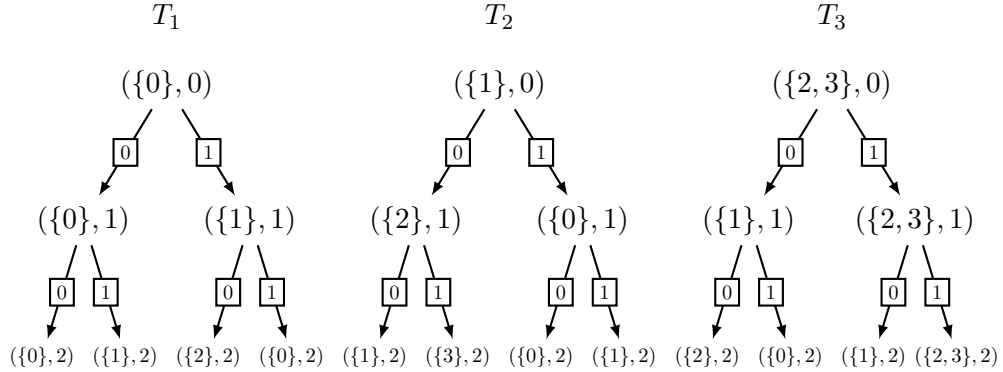 T₁ T₂ T₃
({0}, 0) ({1}, 0) ({2, 3}, 0)
0 1 0 1 0 1
({0}, 1) ({1}, 1) ({2}, 1) ({0}, 1) ({1}, 1) ({2, 3}, 1)
0 1 0 1 0 1 0 1 0 1 0 1
({0}, 2) ({1}, 2) ({2}, 2) ({0}, 2) ({1}, 2) ({3}, 2) ({0}, 2) ({1}, 2) ({2}, 2) ({0}, 2) ({1}, 2) ({2, 3}, 2)